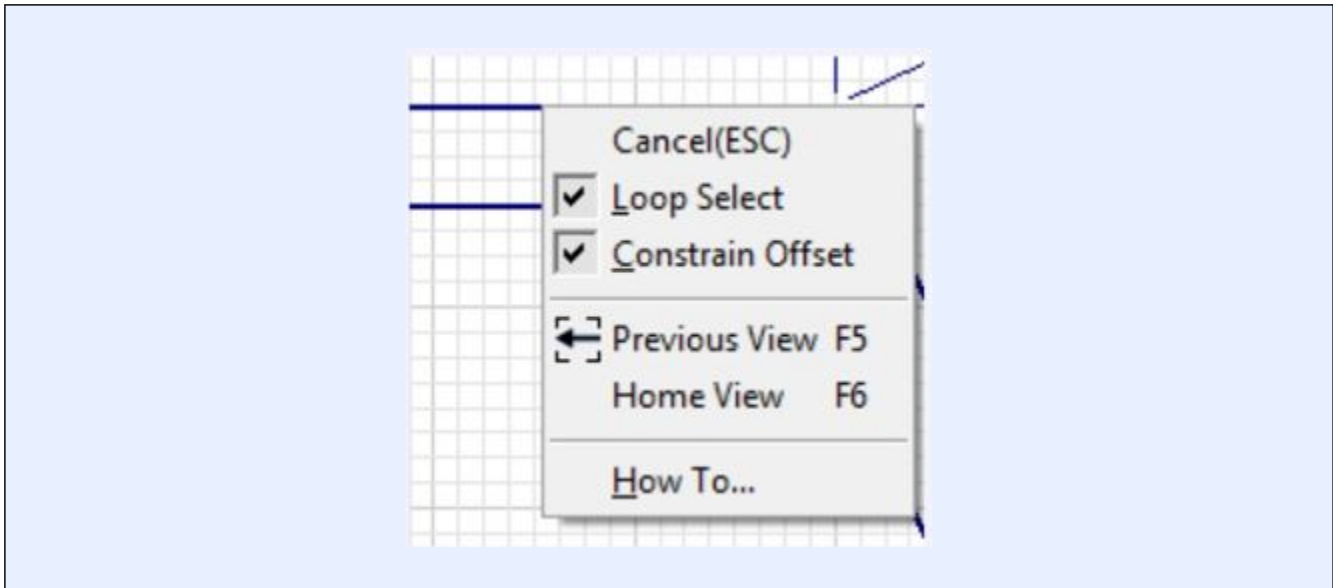 Cancel(ESC)
Loop Select
Constrain Offset
Previous View F5
Home View F6
How To...